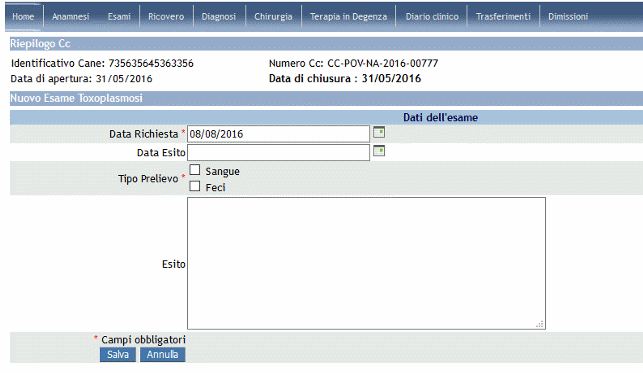 Home Anamnesi Esami Ricovero Diagnosi Chirurgia Terapia in Degenza Diario clinico Trasferimenti Dimissioni
Riepilogo Cc
Identificativo Cane: 735635645363356 Numero Cc: CC-POV-NA-2016-00777
Data di apertura: 31/05/2016 Data di chiusura : 31/05/2016
Nuovo Esame Toxoplasmosi
Dati dell'esame
Data Richiesta * 08/08/2016
Data Esito
Tipo Prelievo * Sangue
Feci
Esito
* Campi obbligatori
Salva Annulla